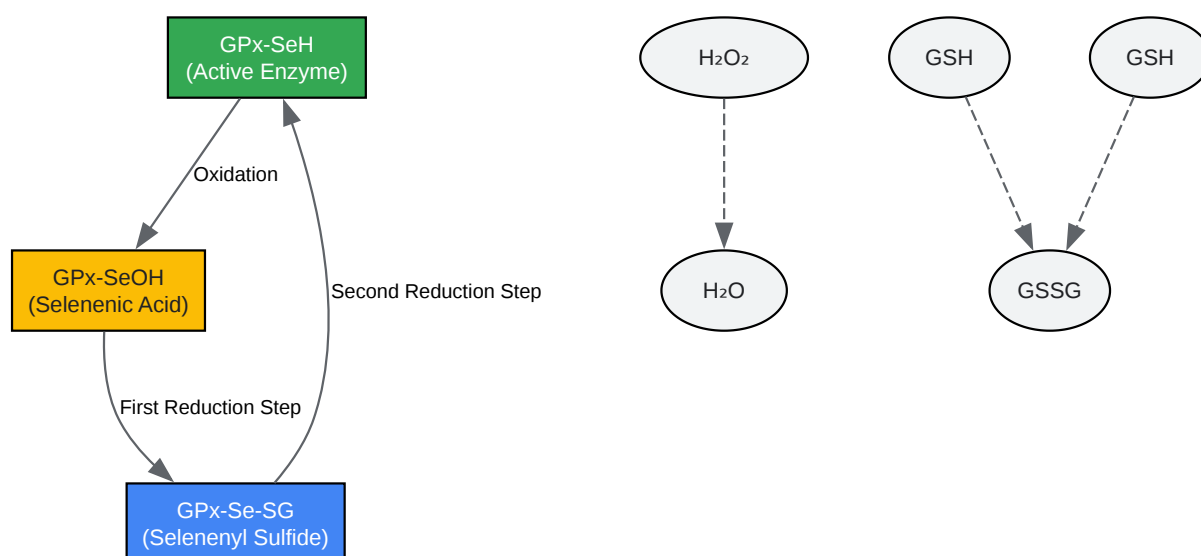 GPx-SeH
(Active Enzyme)
H₂O₂
GSH
GSH
Oxidation
GPx-SeOH
(Selenenic Acid)
Second Reduction Step
H₂O
GSSG
First Reduction Step
GPx-Se-SG
(Selenenyl Sulfide)